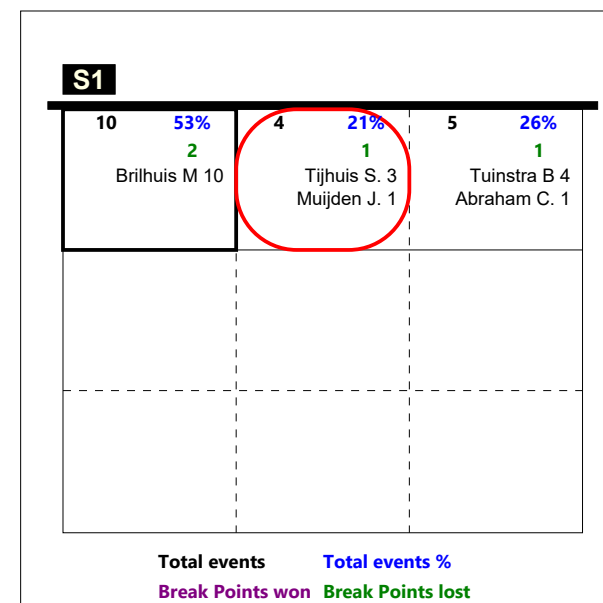 S1
10 53% 4 21% 5 26%
2 1 1
Brilhuis M 10 Tijhuis S. 3 Tuinstra B 4
Muijden J. 1 Abraham C. 1
Total events Total events %
Break Points won Break Points lost